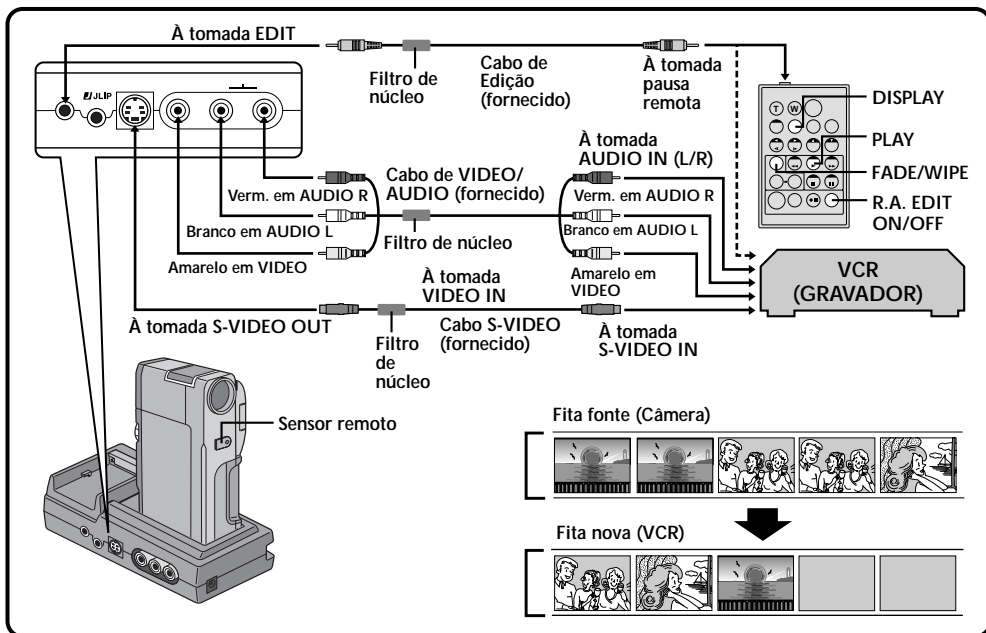 À tomada EDIT
Filtro de
núcleo
Cabo de
Edição
(fornecido)
À tomada
pausa
remota
JLIP
T W
DISPLAY
PLAY
FADE/WIPE
R.A. EDIT
ON/OFF
Verm. em AUDIO R
Branco em AUDIO L
Amarelo em VIDEO
Cabo de VIDEO/
AUDIO (fornecido)
Filtro de núcleo
À tomada
AUDIO IN (L/R)
Verm. em AUDIO R
Branco em AUDIO L
Amarelo em
VIDEO
À tomada
VIDEO IN
VCR
(GRAVADOR)
À tomada S-VIDEO OUT
Filtro
de
núcleo
Cabo S-VIDEO
(fornecido)
À tomada
S-VIDEO IN
Sensor remoto
Fita fonte (Câmera)
Fita nova (VCR)